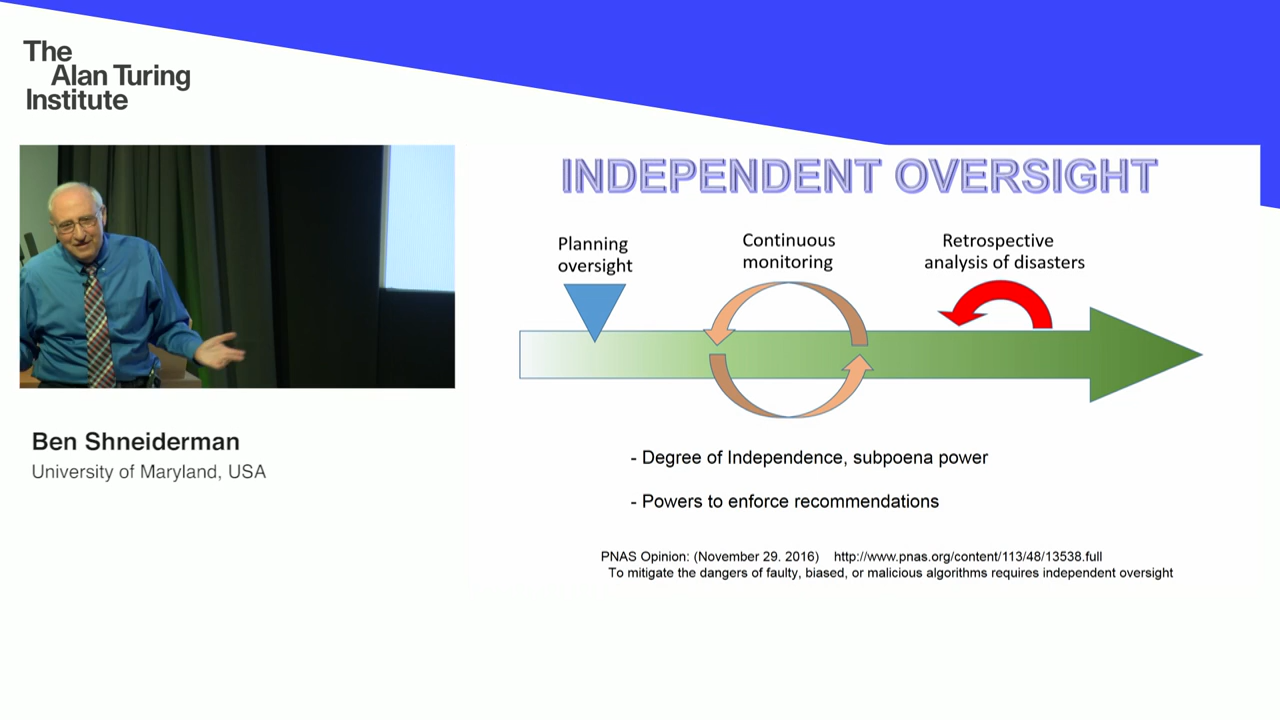 The
Alan Turing
Institute
INDEPENDENT OVERSIGHT
Planning
oversight
Continuous
monitoring
Retrospective
analysis of disasters
Ben Shneiderman
University of Maryland, USA
- Degree of Independence, subpoena power
- Powers to enforce recommendations
PNAS Opinion: (November 29. 2016) http://www.pnas.org/content/113/48/13538.full
To mitigate the dangers of faulty, biased, or malicious algorithms requires independent oversight